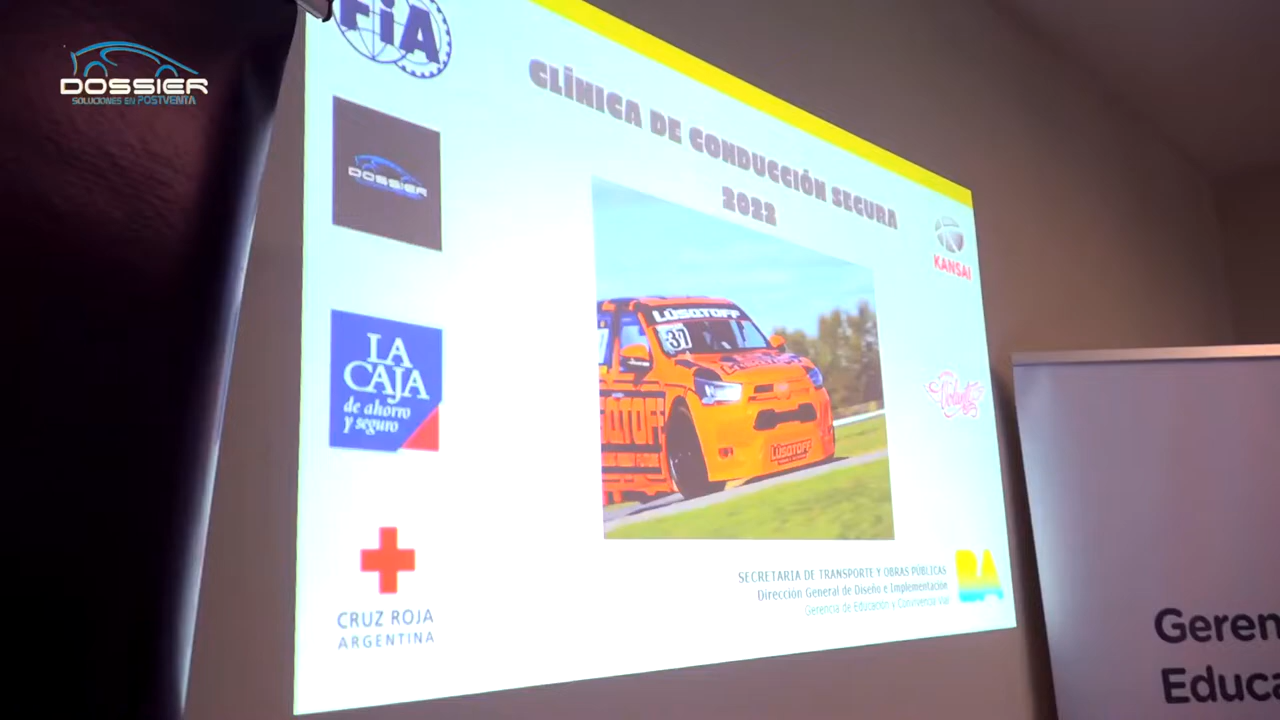 DOSSIER
SOLUCIONES EN POSTVENTA
FiA
CLÍNICA DE CONDUCCIÓN SEGURA
2022
DOSSIER
KANSAI
LÚSQTOFF
37
LÚSQTOFF
LA
CAJA
de ahorro
y seguro
CRUZ ROJA
ARGENTINA
SECRETARIA DE TRANSPORTE Y OBRAS PÚBLICAS
Dirección General de Diseño e Implementación
Gerencia de Educación y Convivencia Vial
BA
Geren
Educa